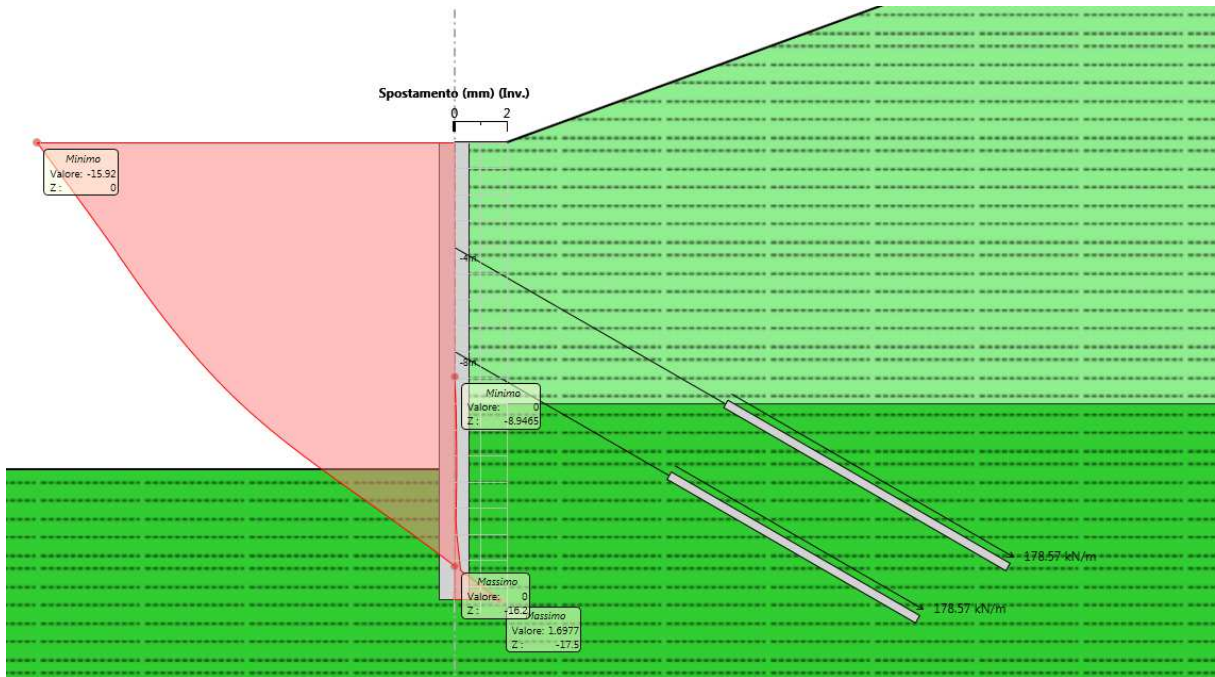 Spostamento (mm) (Inv.)
0 2
Minimo
Valore: -15.92
Z : 0
-4m.
-8m.
Minimo
Valore: 0
Z : -8.9465
Massimo
Valore: 0
Z : -16.2
Massimo
Valore: 1.6977
Z : -17.5
178.57 kN/m
178.57 kN/m